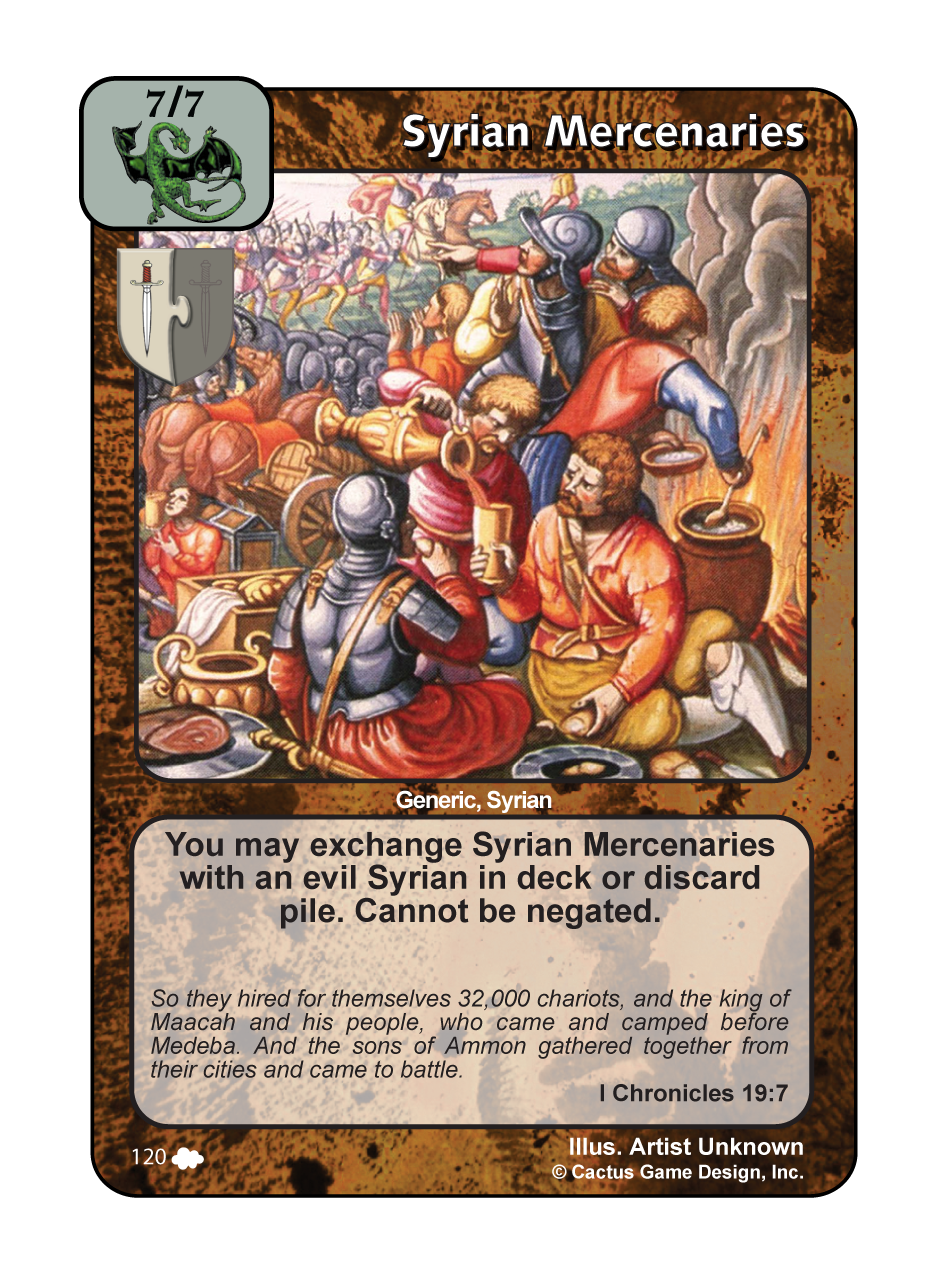 7/7
Syrian Mercenaries
Generic, Syrian
You may exchange Syrian Mercenaries
with an evil Syrian in deck or discard
pile. Cannot be negated.
So they hired for themselves 32,000 chariots, and the king of
Maacah and his people, who came and camped before
Medeba. And the sons of Ammon gathered together from
their cities and came to battle.
I Chronicles 19:7
120
Illus. Artist Unknown
© Cactus Game Design, Inc.